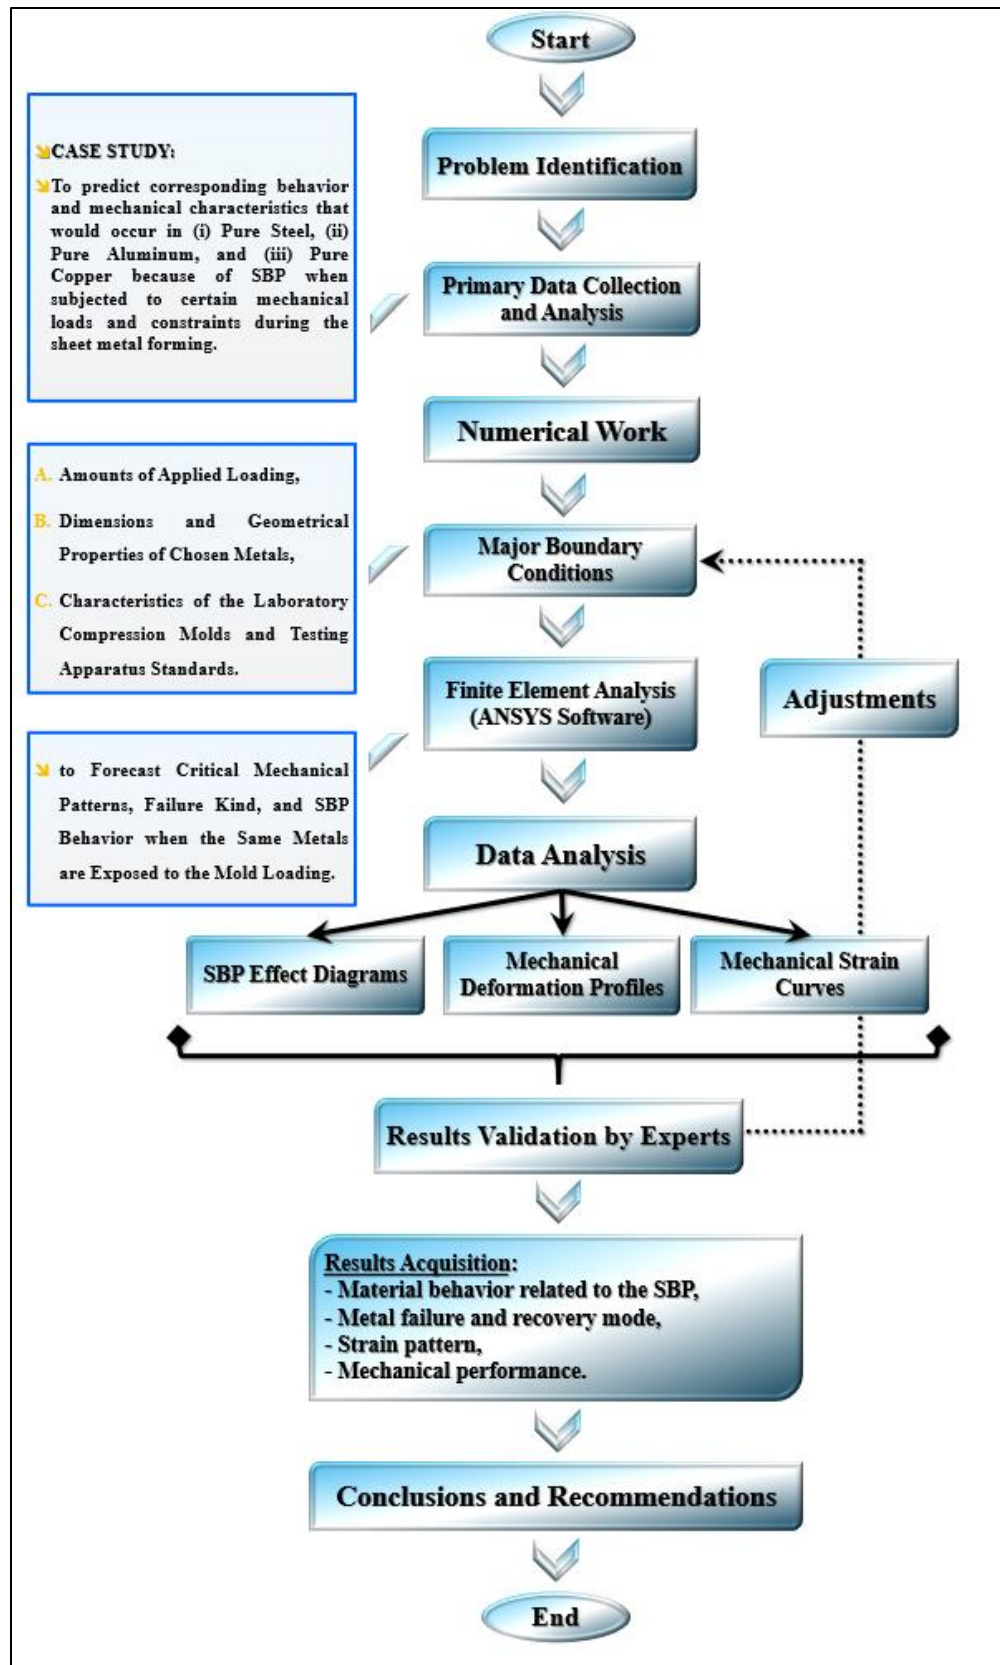 Start
Problem Identification
CASE STUDY:
To predict corresponding behavior
and mechanical characteristics that
would occur in (i) Pure Steel, (ii)
Pure Aluminum, and (iii) Pure
Copper because of SBP when
subjected to certain mechanical
loads and constraints during the
sheet metal forming.
Primary Data Collection
and Analysis
Numerical Work
A. Amounts of Applied Loading,
B. Dimensions and Geometrical
Properties of Chosen Metals,
C. Characteristics of the Laboratory
Compression Molds and Testing
Apparatus Standards.
Major Boundary
Conditions
Finite Element Analysis
(ANSYS Software)
Adjustments
to Forecast Critical Mechanical
Patterns, Failure Kind, and SBP
Behavior when the Same Metals
are Exposed to the Mold Loading.
Data Analysis
SBP Effect Diagrams
Mechanical
Deformation Profiles
Mechanical Strain
Curves
Results Validation by Experts
Results Acquisition:
- Material behavior related to the SBP,
- Metal failure and recovery mode,
- Strain pattern,
- Mechanical performance.
Conclusions and Recommendations
End